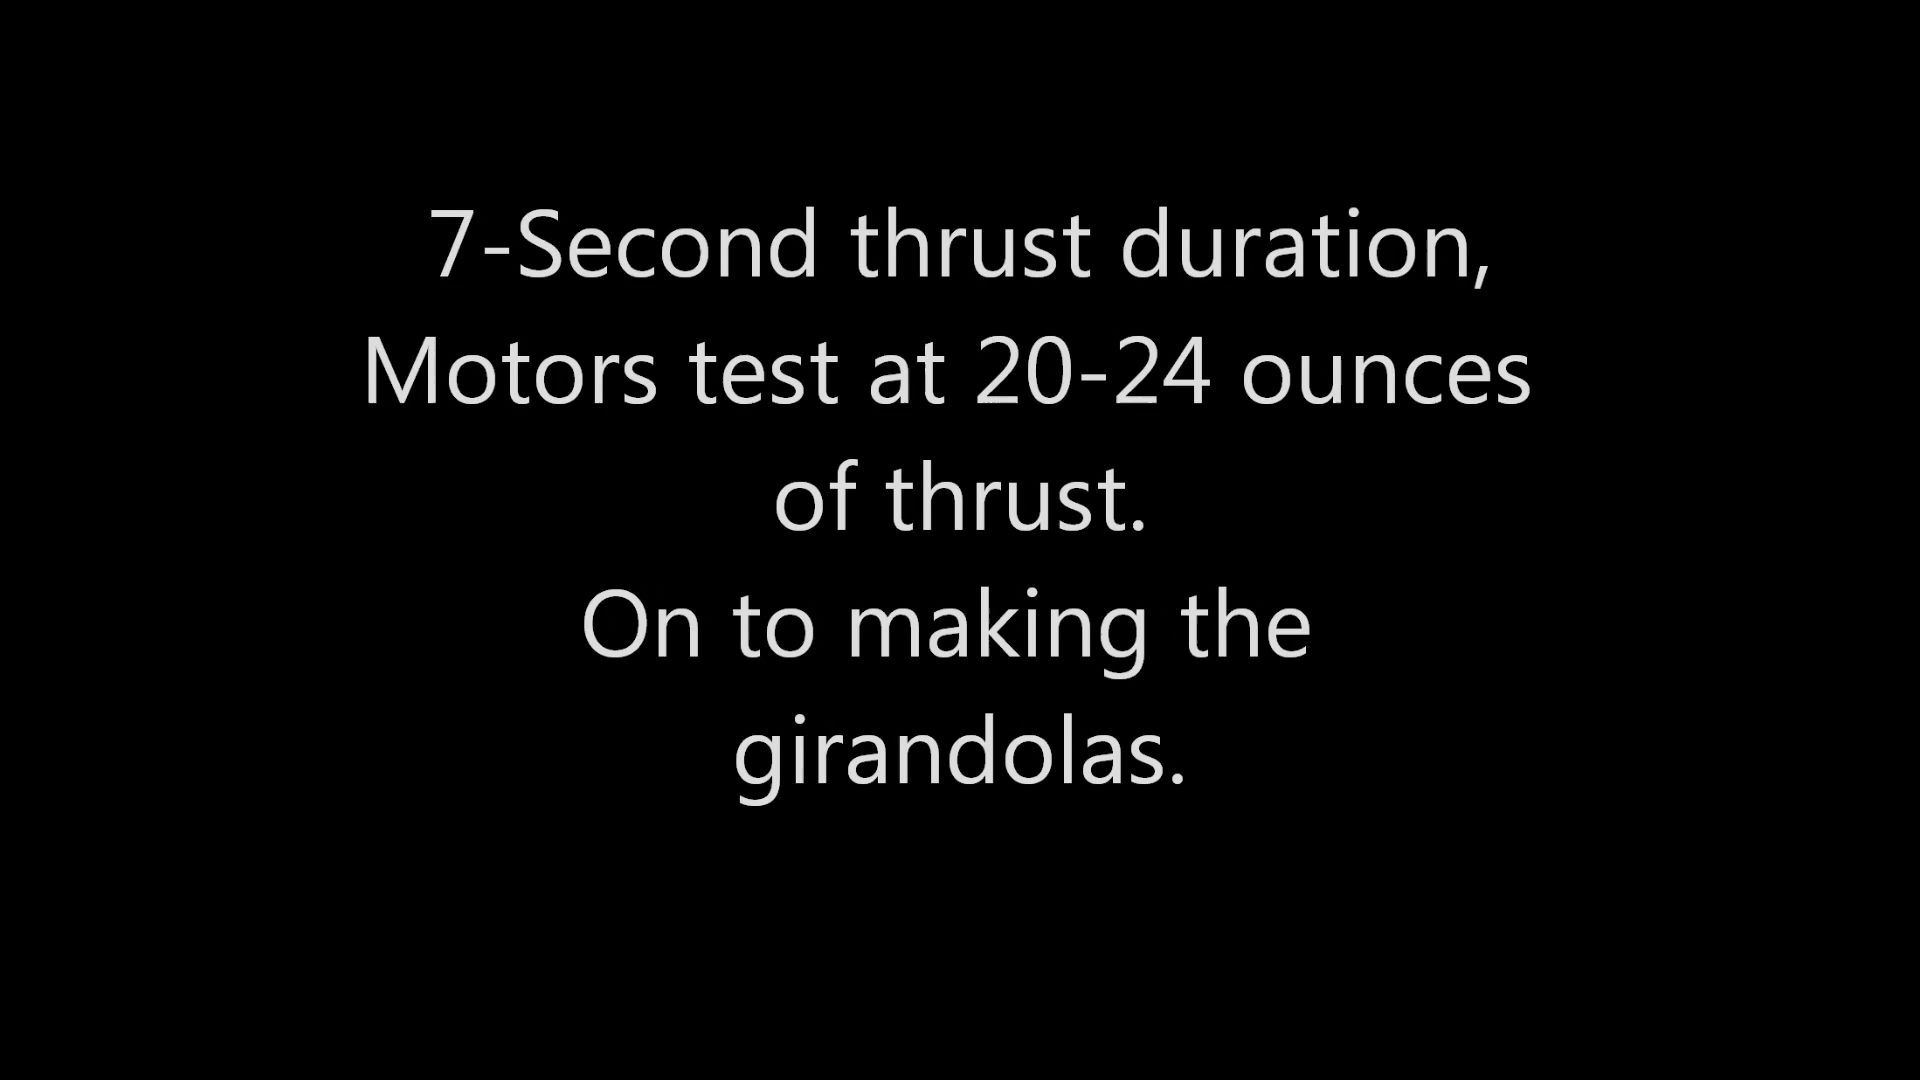 7-Second thrust duration,
Motors test at 20-24 ounces
of thrust.
On to making the
girandolas.